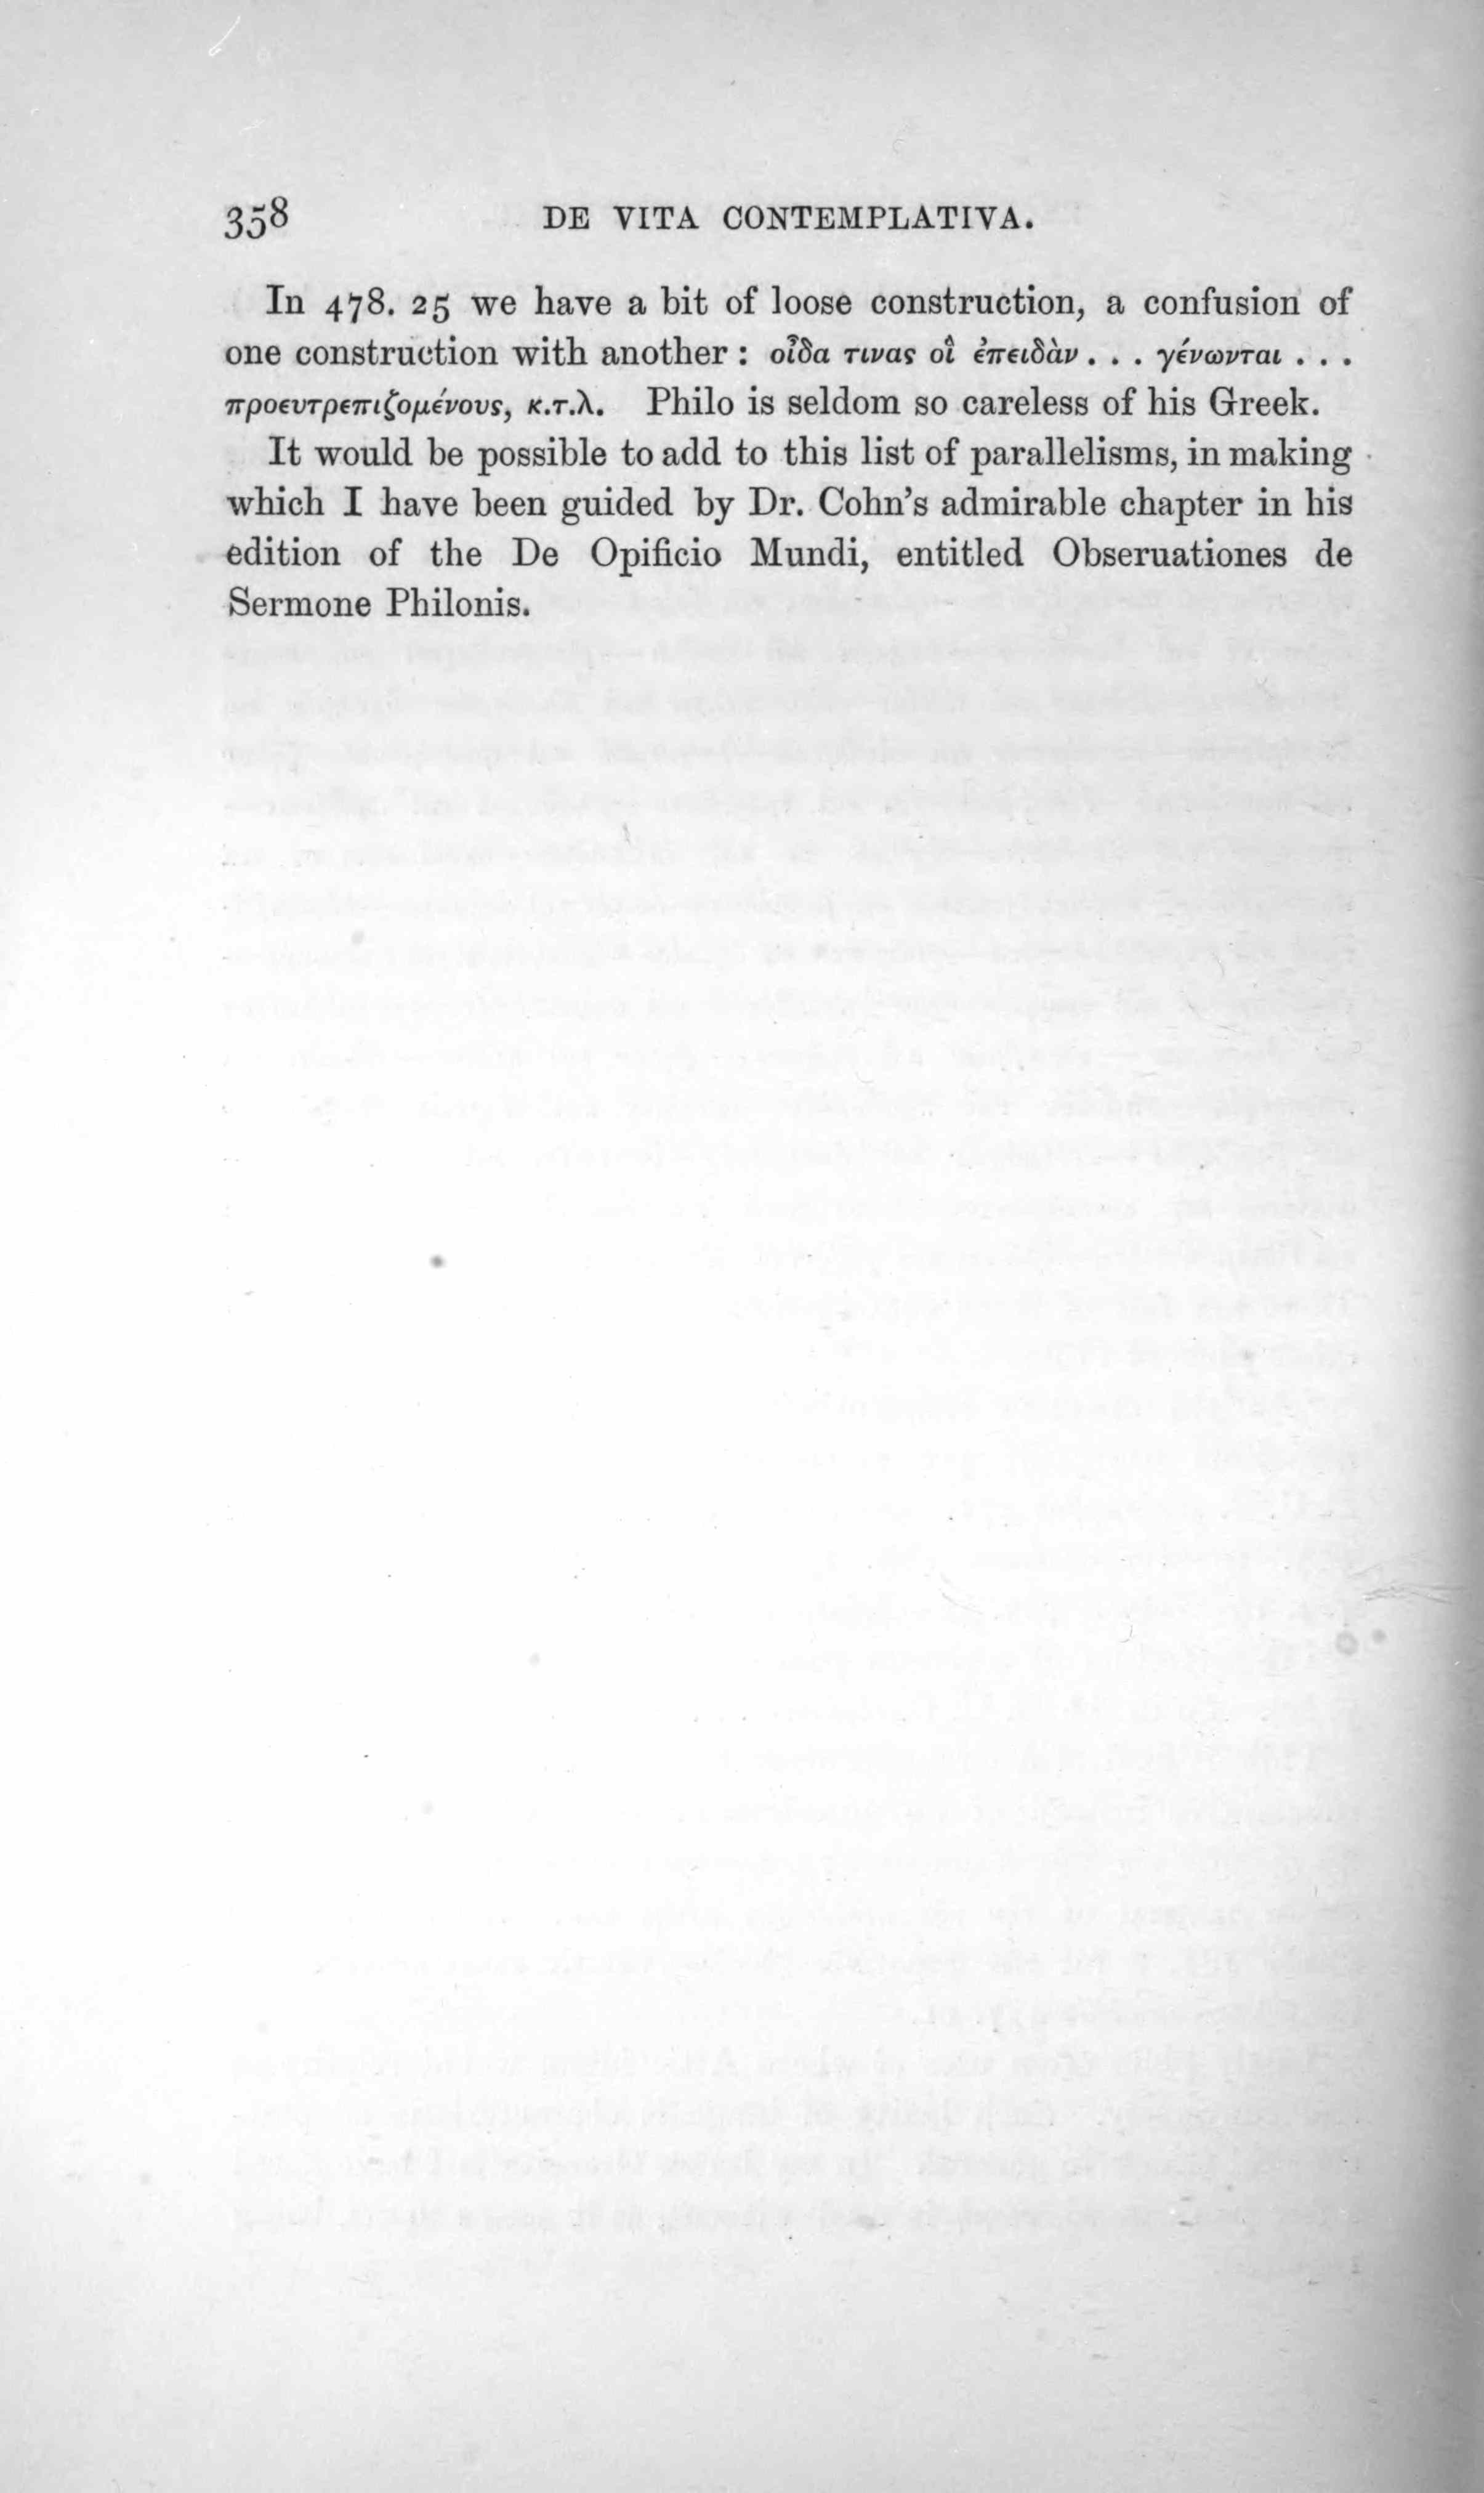 358 DE VITA CONTEMPLATIVA.
In 478. 25 we have a bit of loose construction, a confusion of
one construction with another : οἶδα τινας οἳ ἐπειδὰν . . . γένωνται . . .
προευτρεπιζομένους, κ.τ.λ. Philo is seldom so careless of his Greek.
It would be possible to add to this list of parallelisms, in making
which I have been guided by Dr. Cohn's admirable chapter in his
edition of the De Opificio Mundi, entitled Obseruationes de
Sermone Philonis.